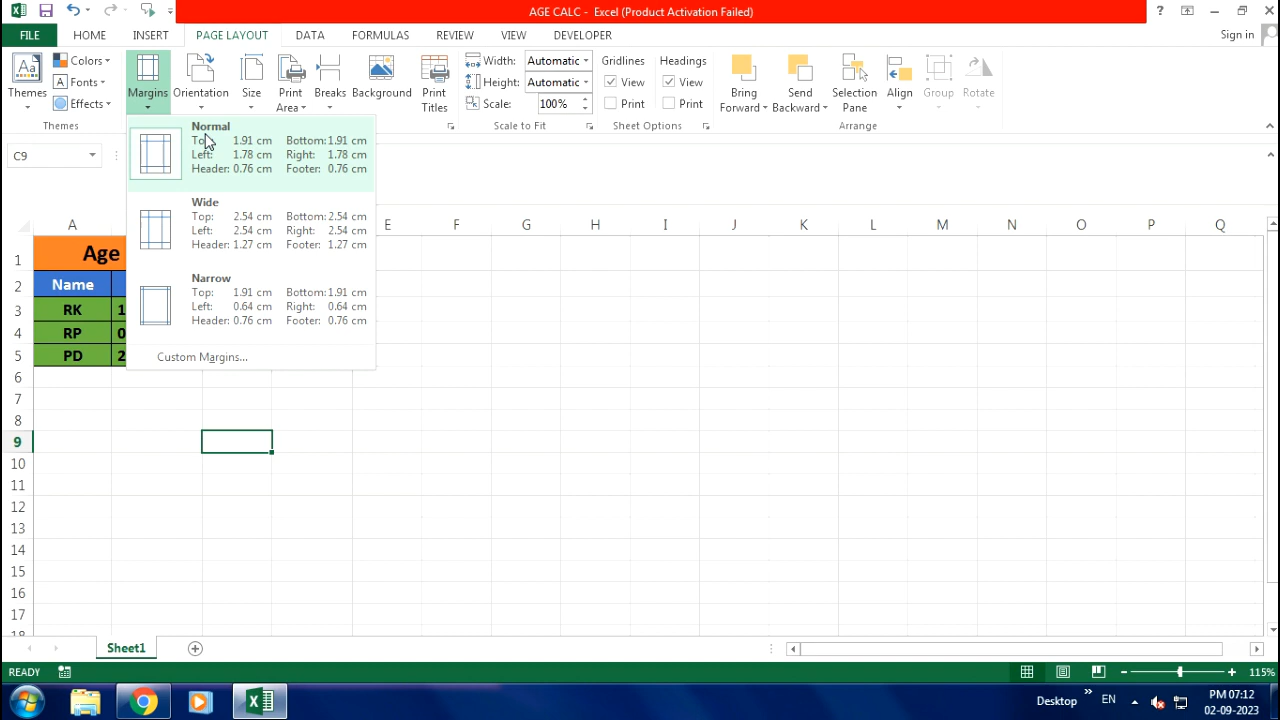 AGE CALC - Excel (Product Activation Failed)
?
FILE HOME INSERT PAGE LAYOUT DATA FORMULAS REVIEW VIEW DEVELOPER Sign in
Themes
Colors
Fonts
Effects
Themes
Margins
Orientation
Size
Print Area
Breaks
Background
Print Titles
Width: Automatic
Height: Automatic
Scale: 100%
Scale to Fit
Gridlines
View
Print
Headings
View
Print
Sheet Options
Bring Forward
Send Backward
Selection Pane
Align
Group
Rotate
Arrange
C9
Normal
Top: 1.91 cm Bottom: 1.91 cm
Left: 1.78 cm Right: 1.78 cm
Header: 0.76 cm Footer: 0.76 cm
Wide
Top: 2.54 cm Bottom: 2.54 cm
Left: 2.54 cm Right: 2.54 cm
Header: 1.27 cm Footer: 1.27 cm
Narrow
Top: 1.91 cm Bottom: 1.91 cm
Left: 0.64 cm Right: 0.64 cm
Header: 0.76 cm Footer: 0.76 cm
Custom Margins...
A E F G H I J K L M N O P Q
1 Age
2 Name
3 RK 1
4 RP 0
5 PD 2
6
7
8
9
10
11
12
13
14
15
16
17
18
Sheet1
READY 115%
Desktop EN PM 07:12
02-09-2023